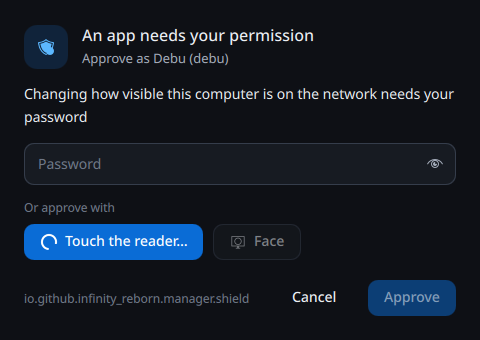 An app needs your permission
Approve as Debu (debu)
Changing how visible this computer is on the network needs your
password
Password
Or approve with
Touch the reader...
Face
io.github.infinity_reborn.manager.shield
Cancel
Approve